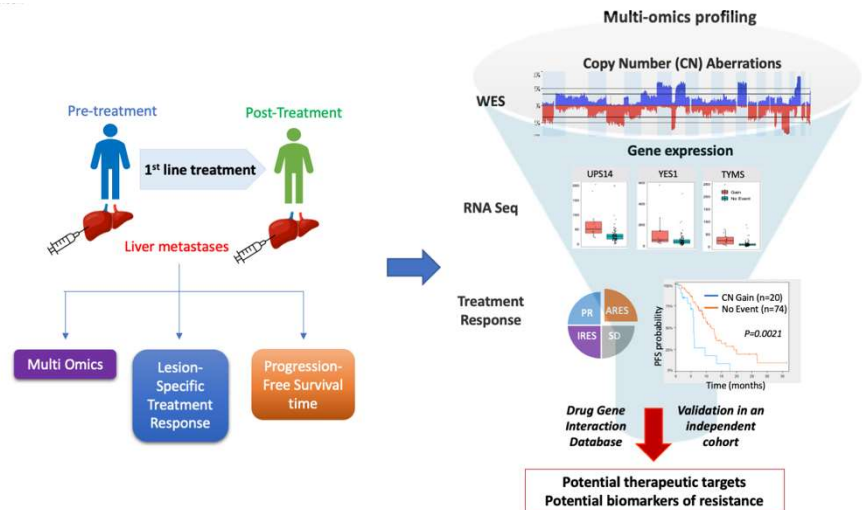 Pre-treatment
Post-Treatment
1st line treatment
Liver metastases
Multi Omics
Lesion-
Specific
Treatment
Response
Progression-
Free Survival
time
Multi-omics profiling
Copy Number (CN) Aberrations
WES
Gene expression
UPS14
YES1
TYMS
Gain
No Event
RNA Seq
Treatment
Response
PR
ARES
IRES
SD
PFS probability
CN Gain (n=20)
No Event (n=74)
P=0.0021
Time (months)
Drug Gene
Interaction
Database
Validation in an
independent
cohort
Potential therapeutic targets
Potential biomarkers of resistance